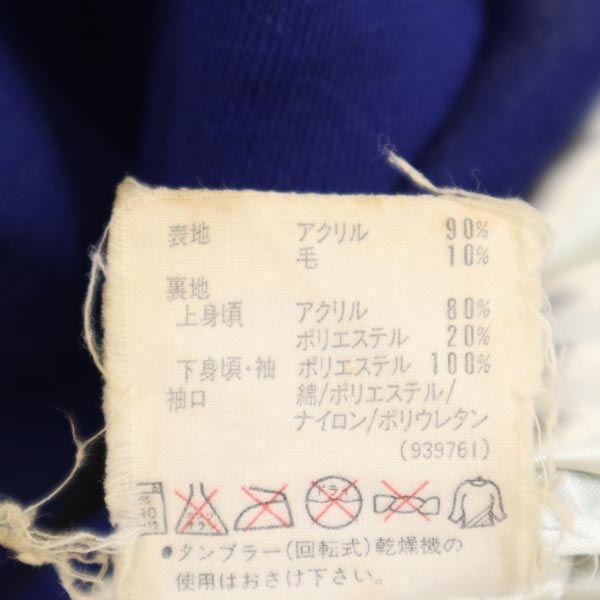 表地 アクリル 90%
毛 10%
裏地
上身頃 アクリル 80%
ポリエステル 20%
下身頃・袖 ポリエステル 100%
袖口 綿/ポリエステル/
ナイロン/ポリウレタン
(939761)
ドライ
●タンブラー(回転式)乾燥機の
使用はおさけ下さい。